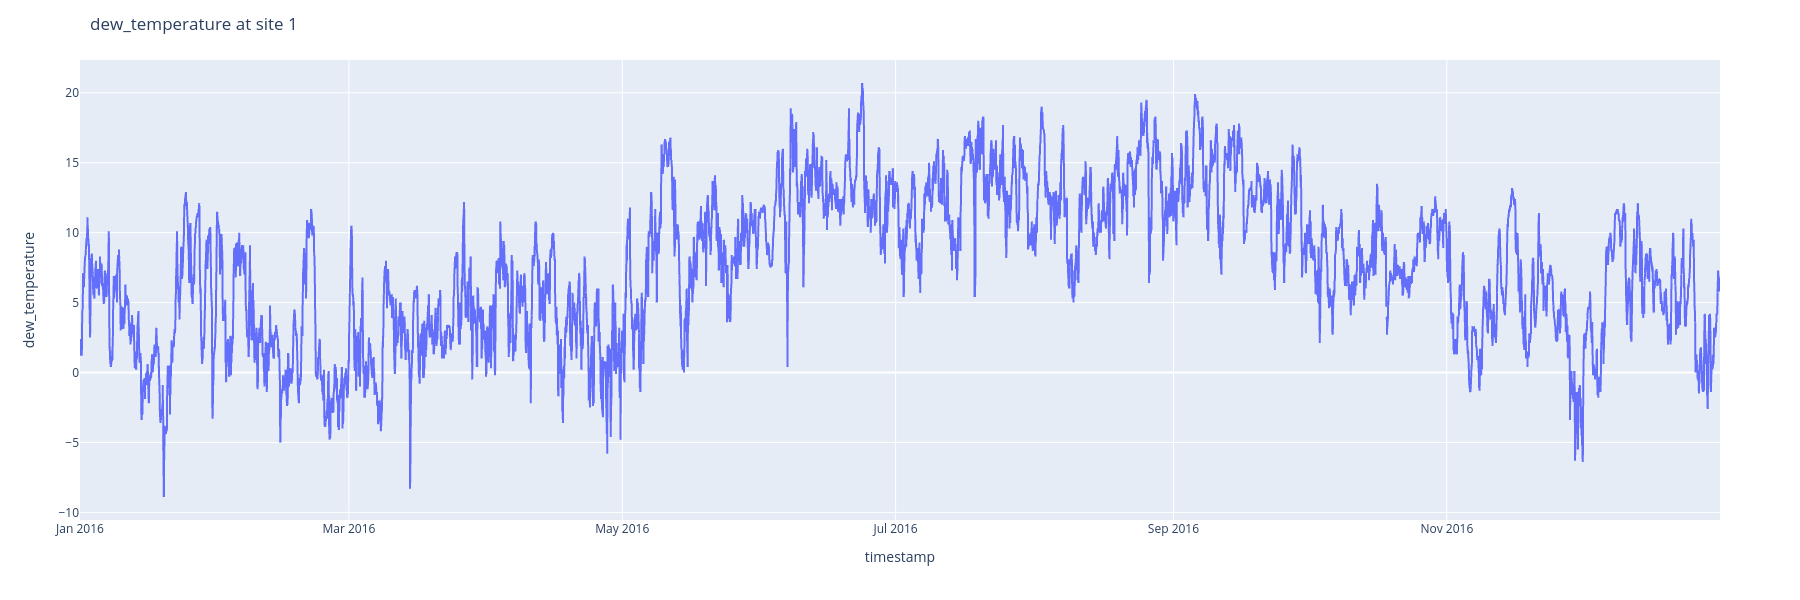 dew_temperature at site 1
dew_temperature
20
15
10
5
0
−5
−10
Jan 2016
Mar 2016
May 2016
Jul 2016
Sep 2016
Nov 2016
timestamp